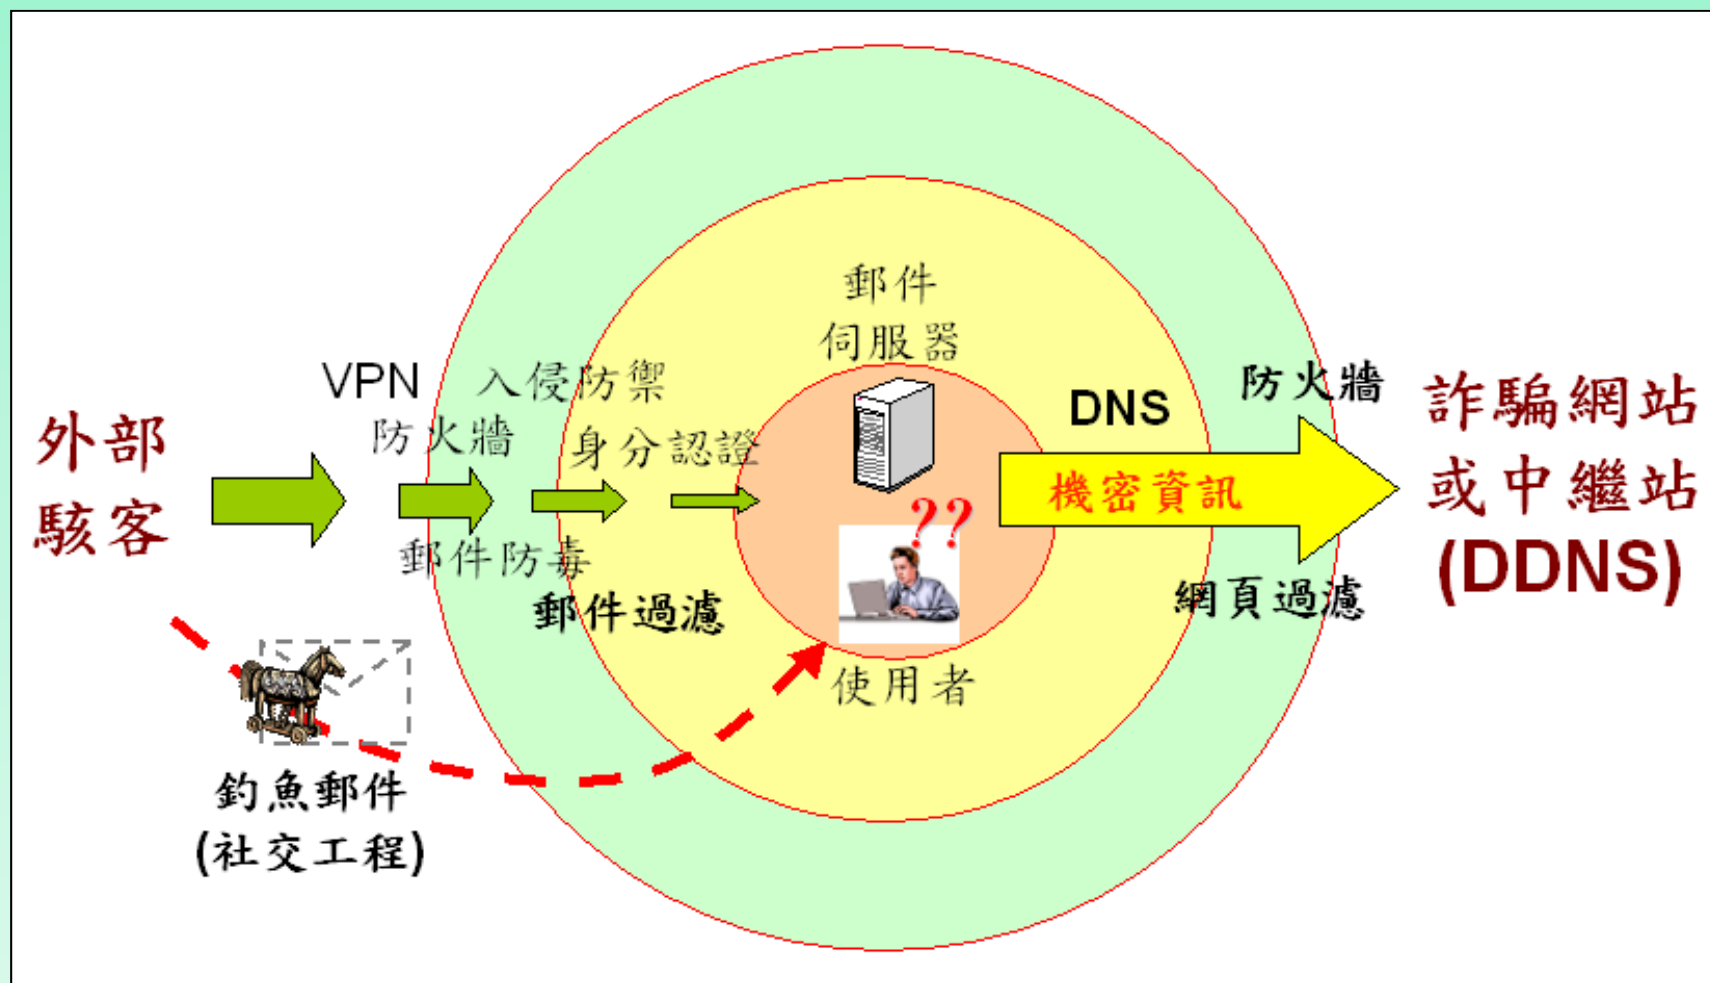 外部
駭客
VPN
防火牆
入侵防禦
身分認證
郵件防毒
郵件過濾
釣魚郵件
(社交工程)
郵件
伺服器
??
使用者
DNS
機密資訊
防火牆
網頁過濾
詐騙網站
或中繼站
(DDNS)